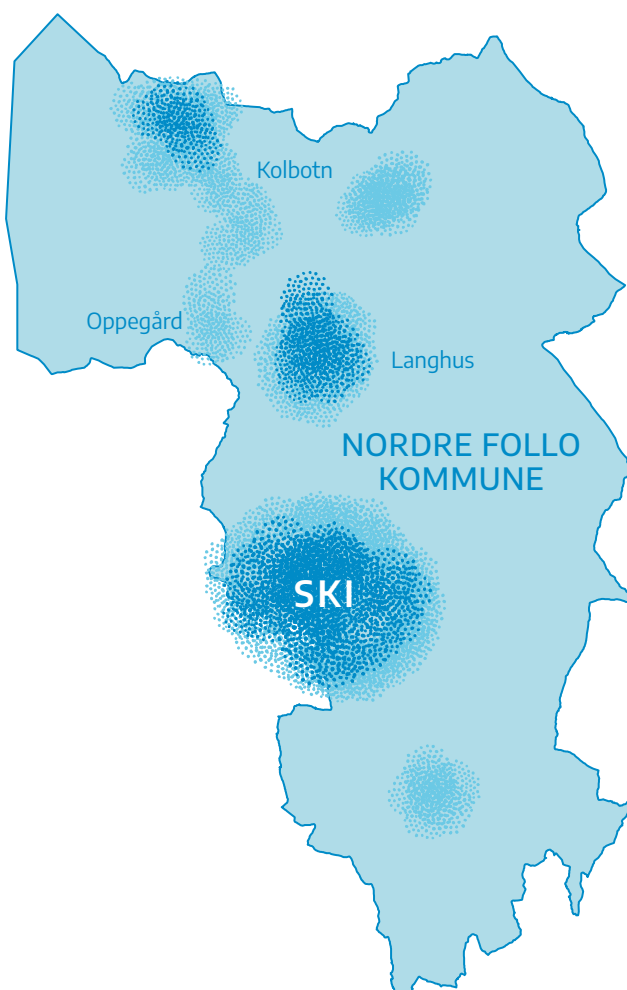 Kolbotn
Oppegård
Langhus
NORDRE FOLLO
KOMMUNE
SKI